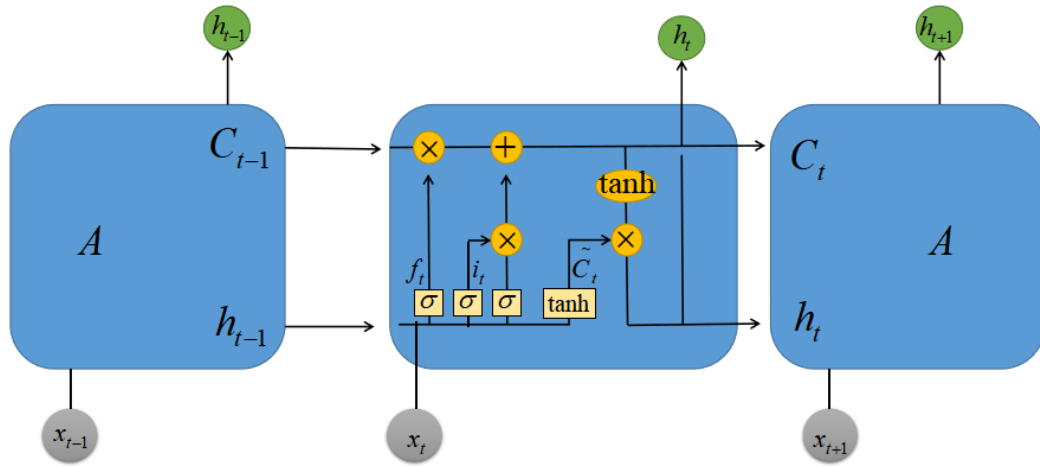 h_{t-1}
h_t
h_{t+1}
C_{t-1}
× +
C_t
tanh
A
× ×
A
f_t i_t C̃_t
σ σ σ tanh
h_{t-1}
h_t
x_{t-1}
x_t
x_{t+1}